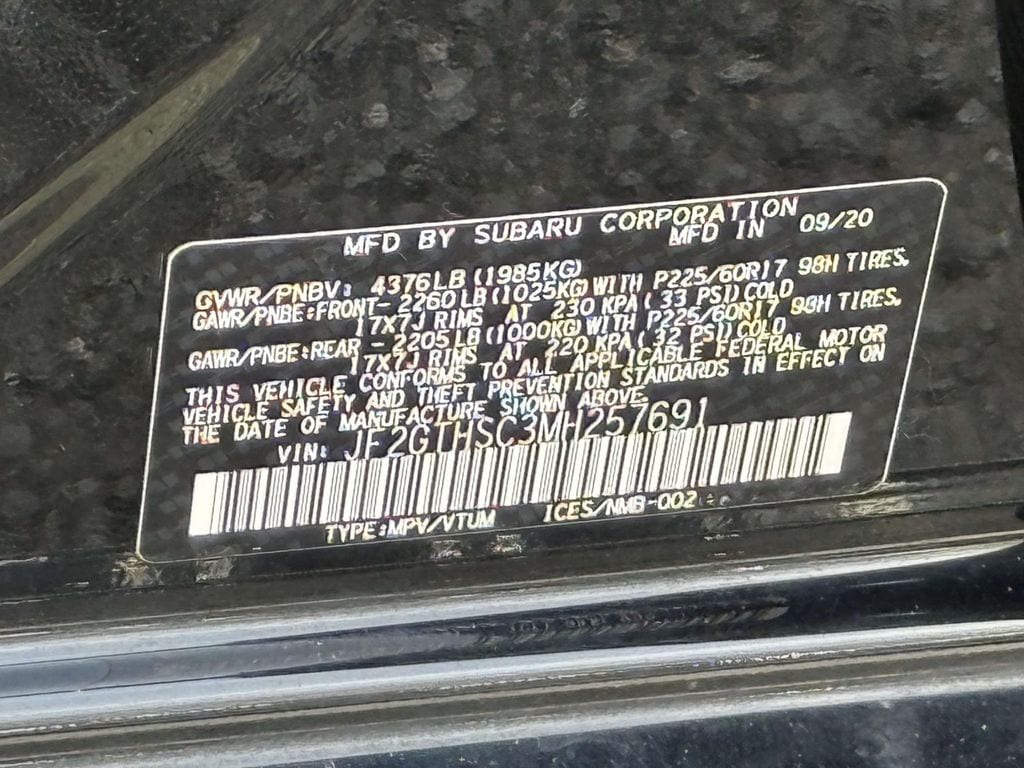 MFD BY SUBARU CORPORATION
MFD IN 09/20
GVWR/PNBV: 4376LB(1985KG)
GAWR/PNBE:FRONT-2260LB(1025KG)WITH P225/60R17 98H TIRES,
17X7J RIMS AT 230 KPA( 33 PSI)COLD
GAWR/PNBE:REAR -2205LB(1000KG)WITH P225/60R17 98H TIRES,
17X7J RIMS AT 220 KPA( 32 PSI)COLD
THIS VEHICLE CONFORMS TO ALL APPLICABLE FEDERAL MOTOR
VEHICLE SAFETY AND THEFT PREVENTION STANDARDS IN EFFECT ON
THE DATE OF MANUFACTURE SHOWN ABOVE.
VIN: JF2GTHSC3MH257691
TYPE:MPV/VTUM ICES/NMB-002